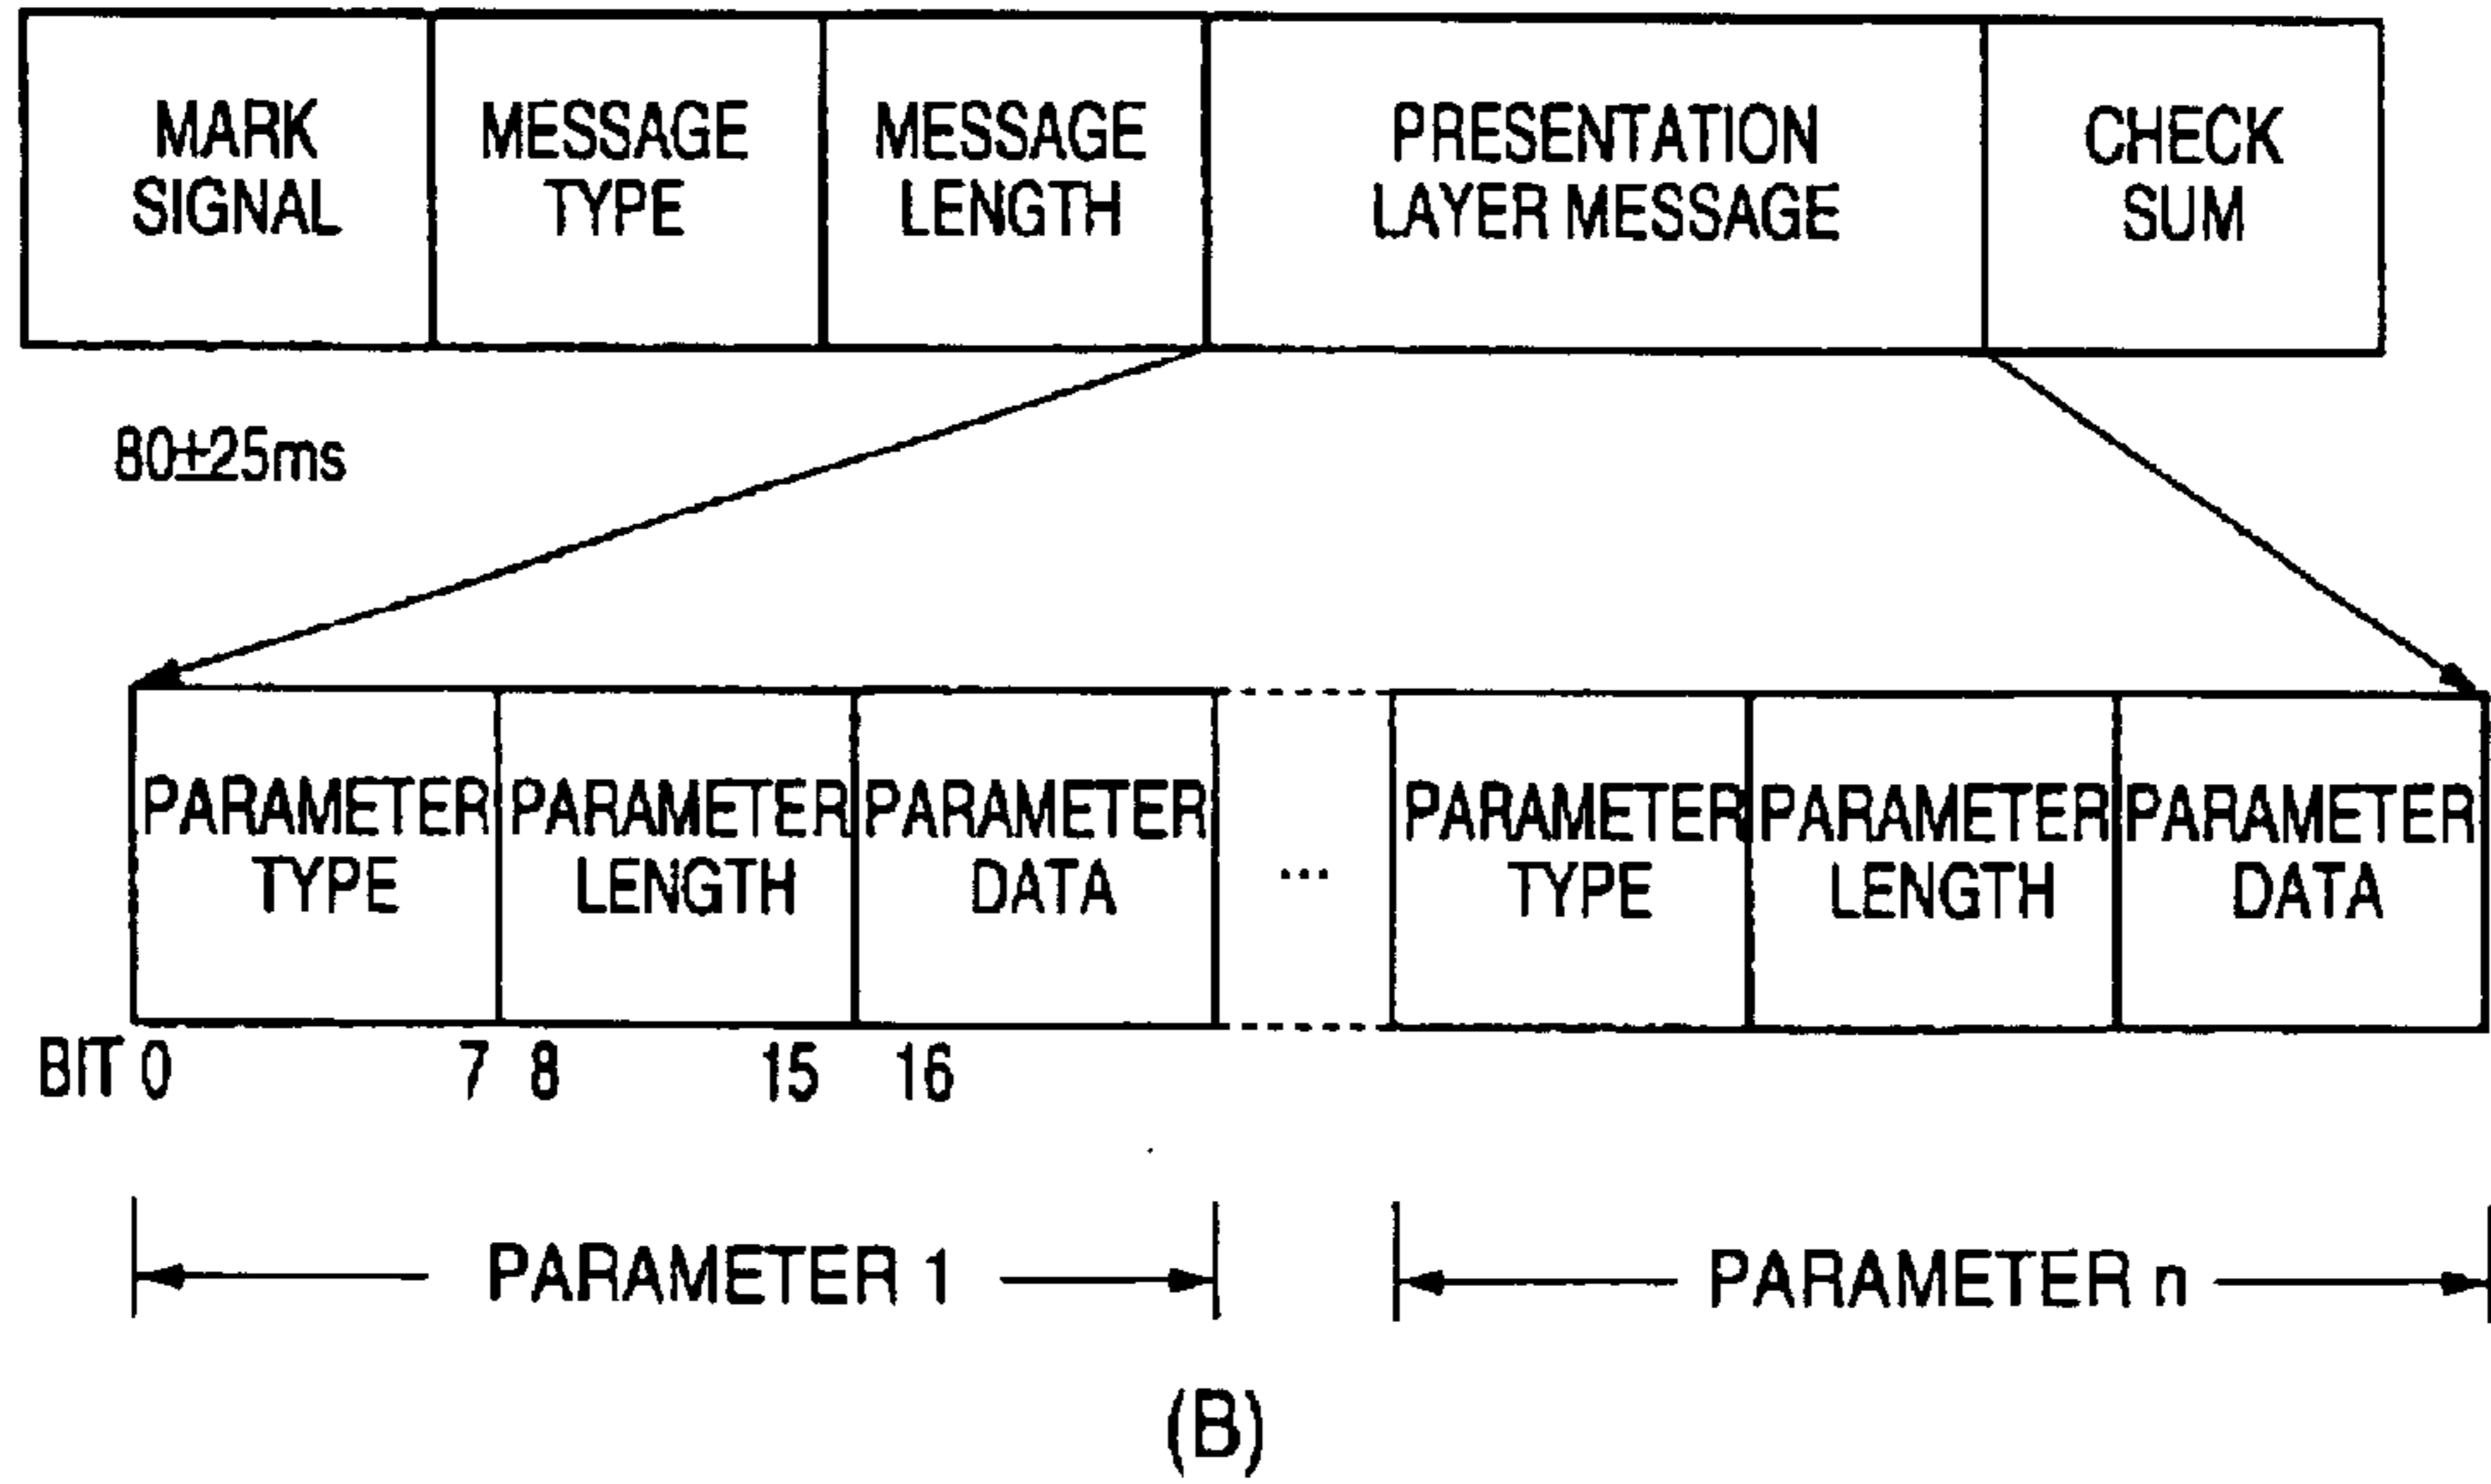 MARK
SIGNAL
MESSAGE
TYPE
MESSAGE
LENGTH
PRESENTATION
LAYER MESSAGE
CHECK
SUM
80±25ms
PARAMETER
TYPE
PARAMETER
LENGTH
PARAMETER
DATA
...
PARAMETER
TYPE
PARAMETER
LENGTH
PARAMETER
DATA
BIT 0 7 8 15 16
PARAMETER 1
PARAMETER n
(B)